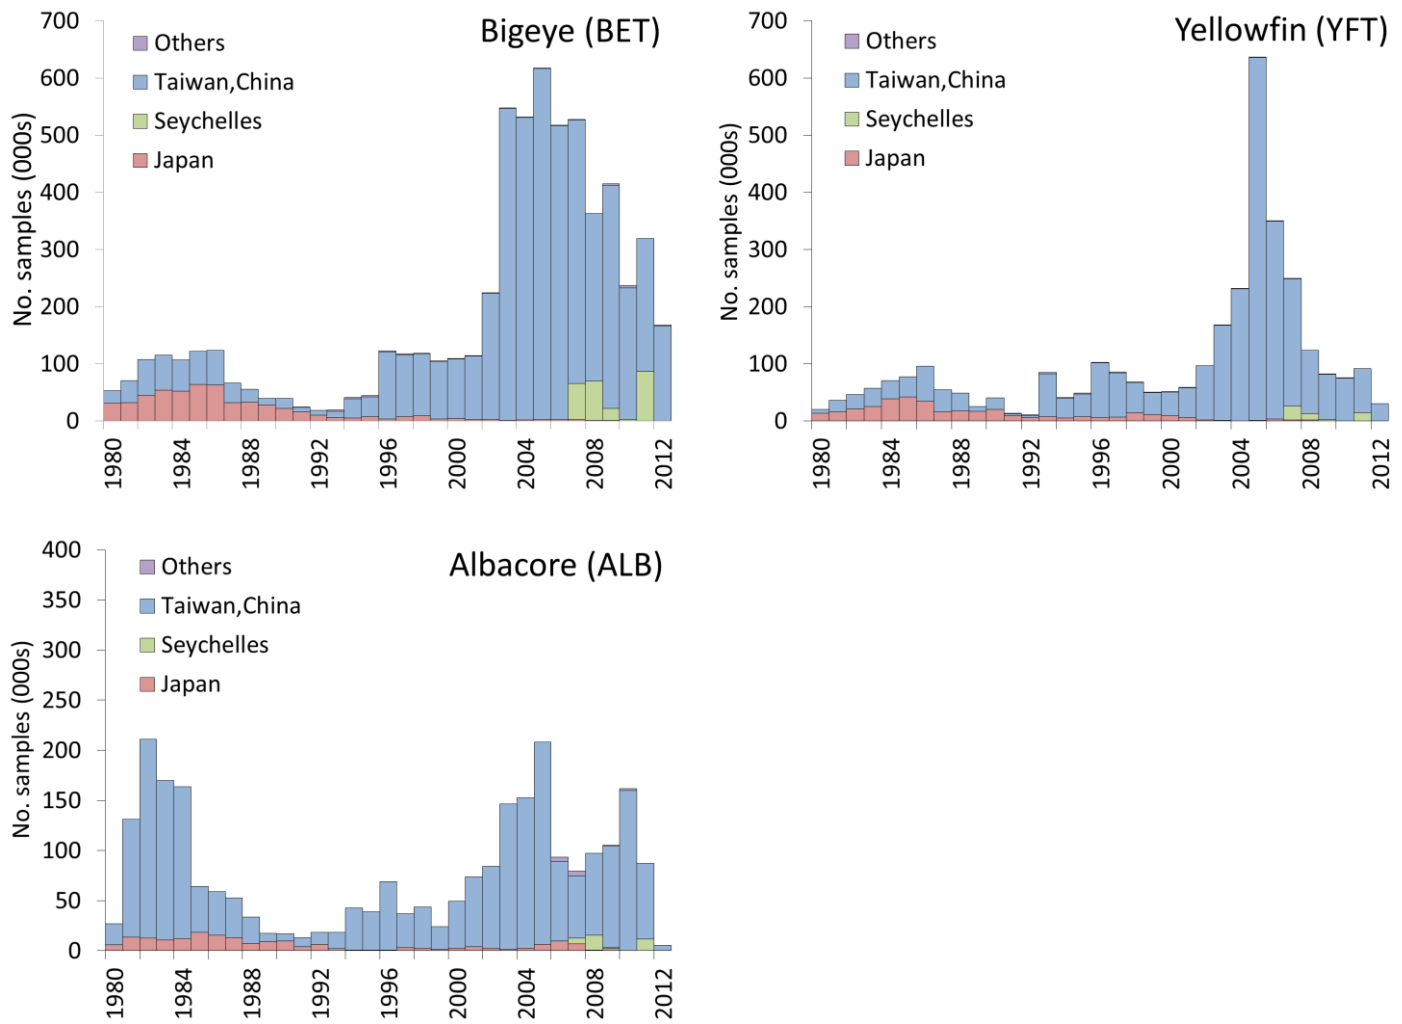 Bigeye (BET)
No. samples (000s)
700
600
500
400
300
200
100
0
Others
Taiwan,China
Seychelles
Japan
1980
1984
1988
1992
1996
2000
2004
2008
2012
Yellowfin (YFT)
No. samples (000s)
700
600
500
400
300
200
100
0
Others
Taiwan,China
Seychelles
Japan
1980
1984
1988
1992
1996
2000
2004
2008
2012
Albacore (ALB)
No. samples (000s)
400
350
300
250
200
150
100
50
0
Others
Taiwan,China
Seychelles
Japan
1980
1984
1988
1992
1996
2000
2004
2008
2012